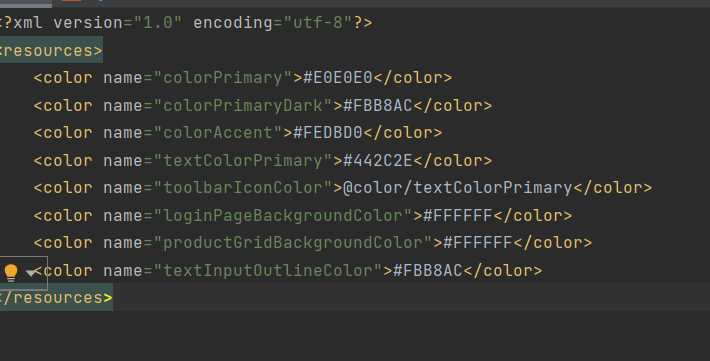 <?xml version="1.0" encoding="utf-8"?>
<resources>
<color name="colorPrimary">#E0E0E0</color>
<color name="colorPrimaryDark">#FBB8AC</color>
<color name="colorAccent">#FEDBD0</color>
<color name="textColorPrimary">#442C2E</color>
<color name="toolbarIconColor">@color/textColorPrimary</color>
<color name="loginPageBackgroundColor">#FFFFFF</color>
<color name="productGridBackgroundColor">#FFFFFF</color>
<color name="textInputOutlineColor">#FBB8AC</color>
</resources>